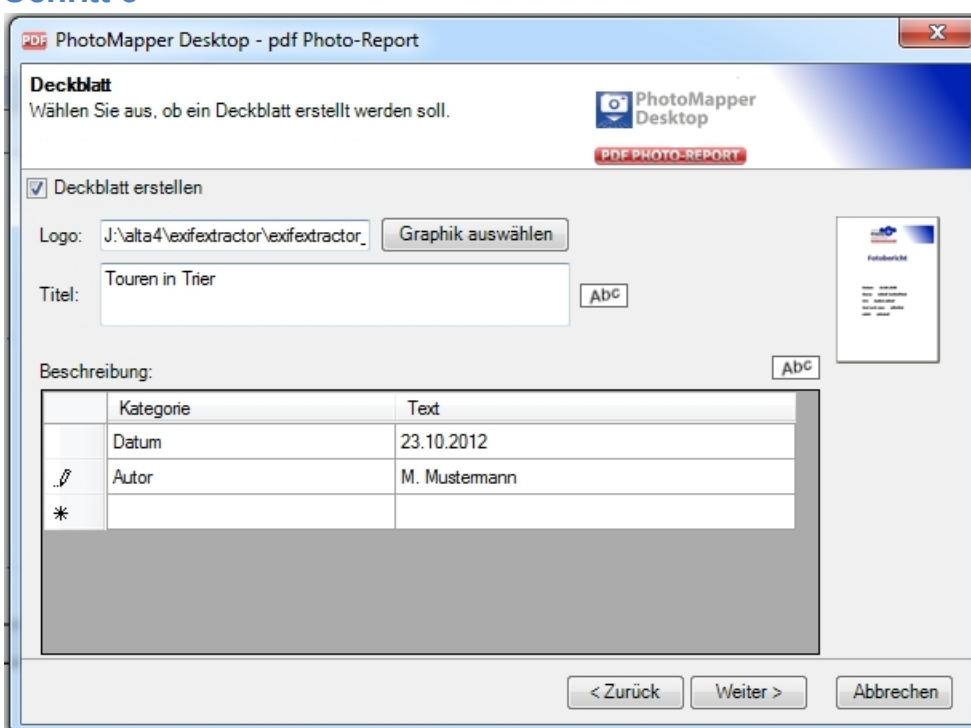 PDF PhotoMapper Desktop - pdf Photo-Report
Deckblatt
Wählen Sie aus, ob ein Deckblatt erstellt werden soll.
PhotoMapper
Desktop
PDF PHOTO-REPORT
Deckblatt erstellen
Logo: J:\alta4\exifextractor\exifextractor_ Graphik auswählen
Fotobericht
Titel: Touren in Trier Abc
Beschreibung: Abc
Kategorie Text
Datum 23.10.2012
Autor M. Mustermann
< Zurück Weiter > Abbrechen